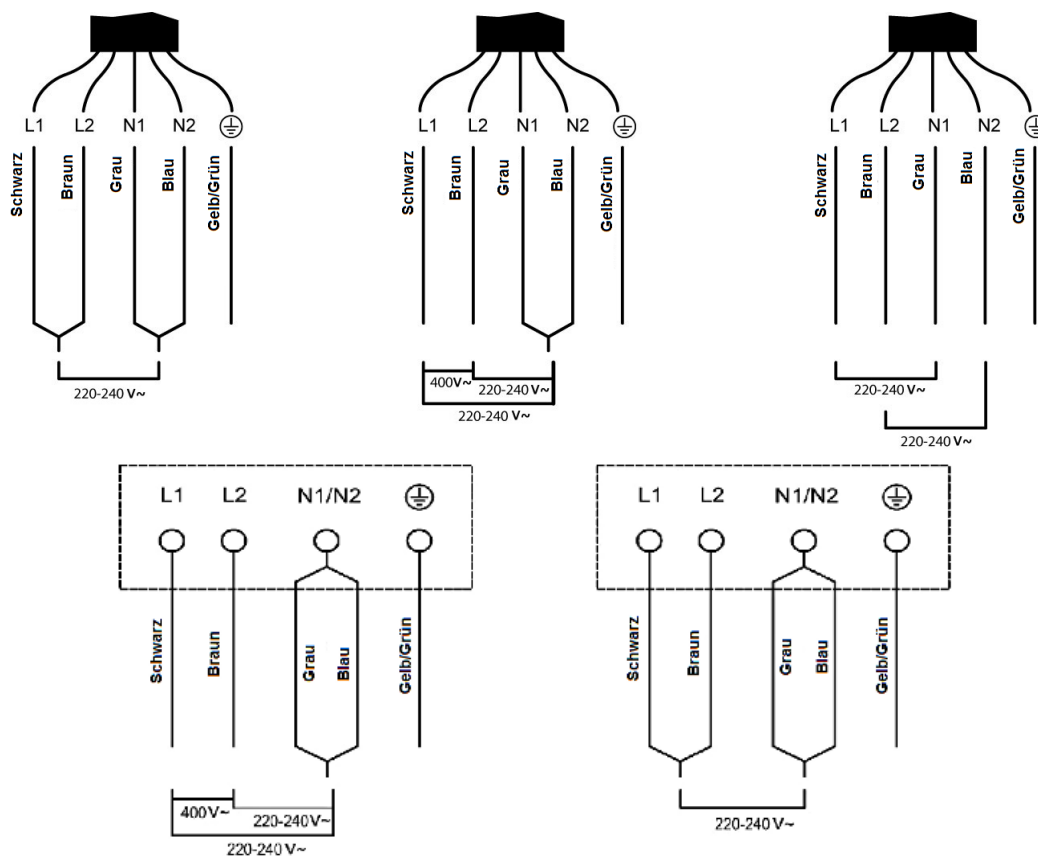 L1 L2 N1 N2
Schwarz
Braun
Grau
Blau
Gelb/Grün
220-240 V~
L1 L2 N1 N2
Schwarz
Braun
Grau
Blau
Gelb/Grün
400V~
220-240 V~
220-240 V~
L1 L2 N1 N2
Schwarz
Braun
Grau
Blau
Gelb/Grün
220-240 V~
220-240 V~
L1 L2 N1/N2
Schwarz
Braun
Grau
Blau
Gelb/Grün
400V~
220-240V~
220-240 V~
L1 L2 N1/N2
Schwarz
Braun
Grau
Blau
Gelb/Grün
220-240 V~